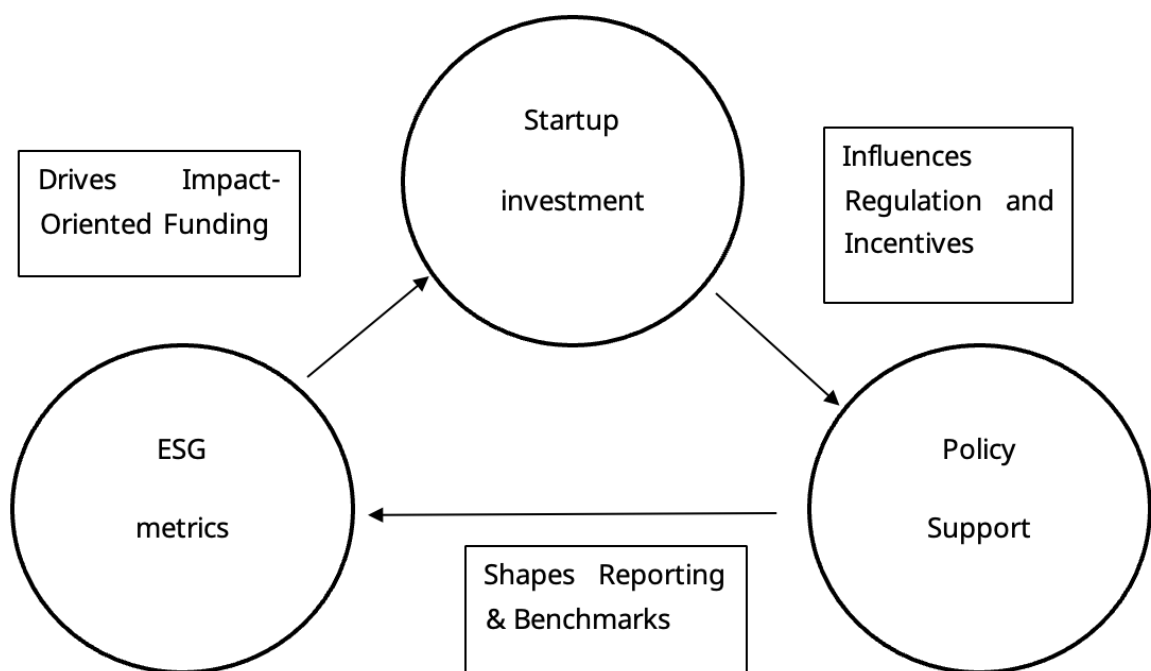 Startup
investment
Drives Impact-
Oriented Funding
Influences
Regulation and
Incentives
ESG
metrics
Policy
Support
Shapes Reporting
& Benchmarks